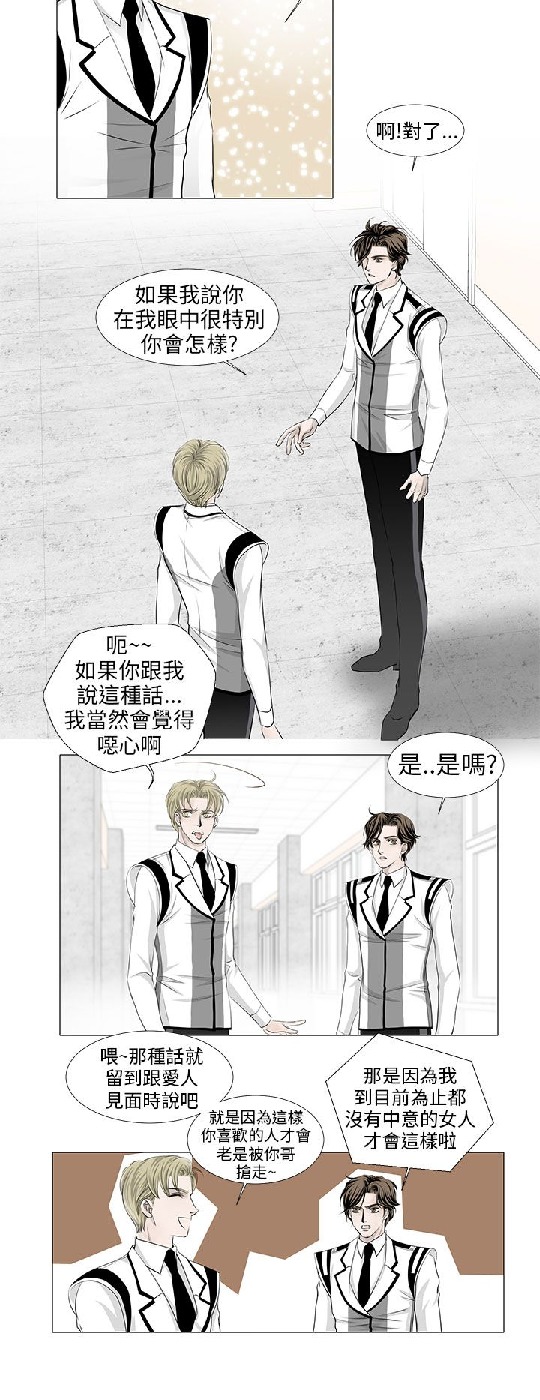 啊!對了...
如果我說你
在我眼中很特別
你會怎樣?
呃~~
如果你跟我
說這種話...
我當然會覺得
噁心啊
是..是嗎?
喂~那種話就
留到跟愛人
見面時說吧
就是因為這樣
你喜歡的人才會
老是被你哥
搶走~
那是因為我
到目前為止都
沒有中意的女人
才會這樣啦